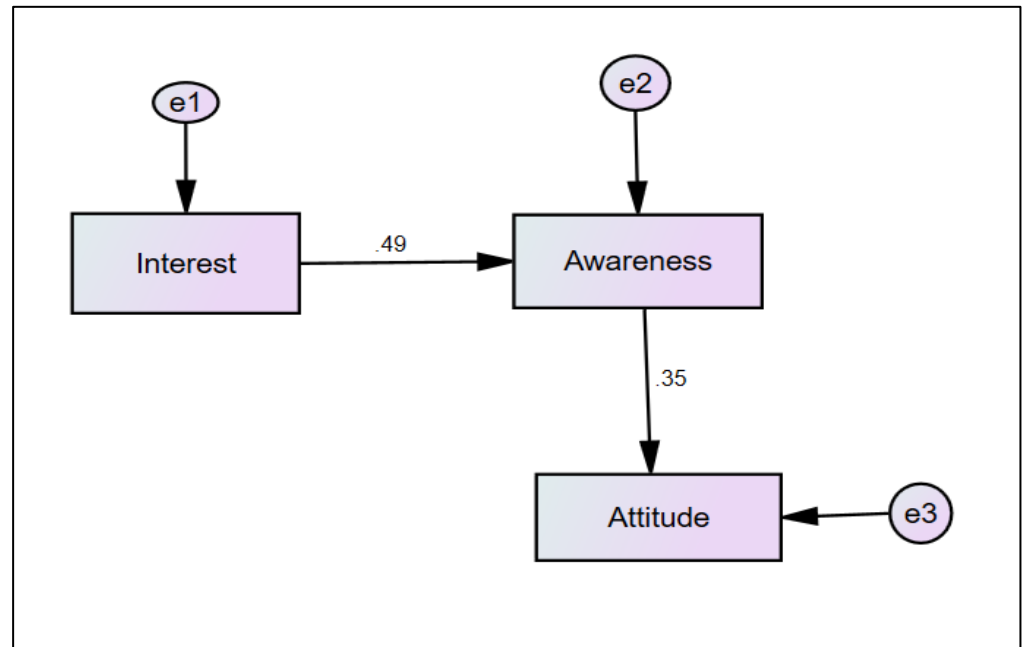 e1
e2
Interest
.49
Awareness
.35
Attitude
e3